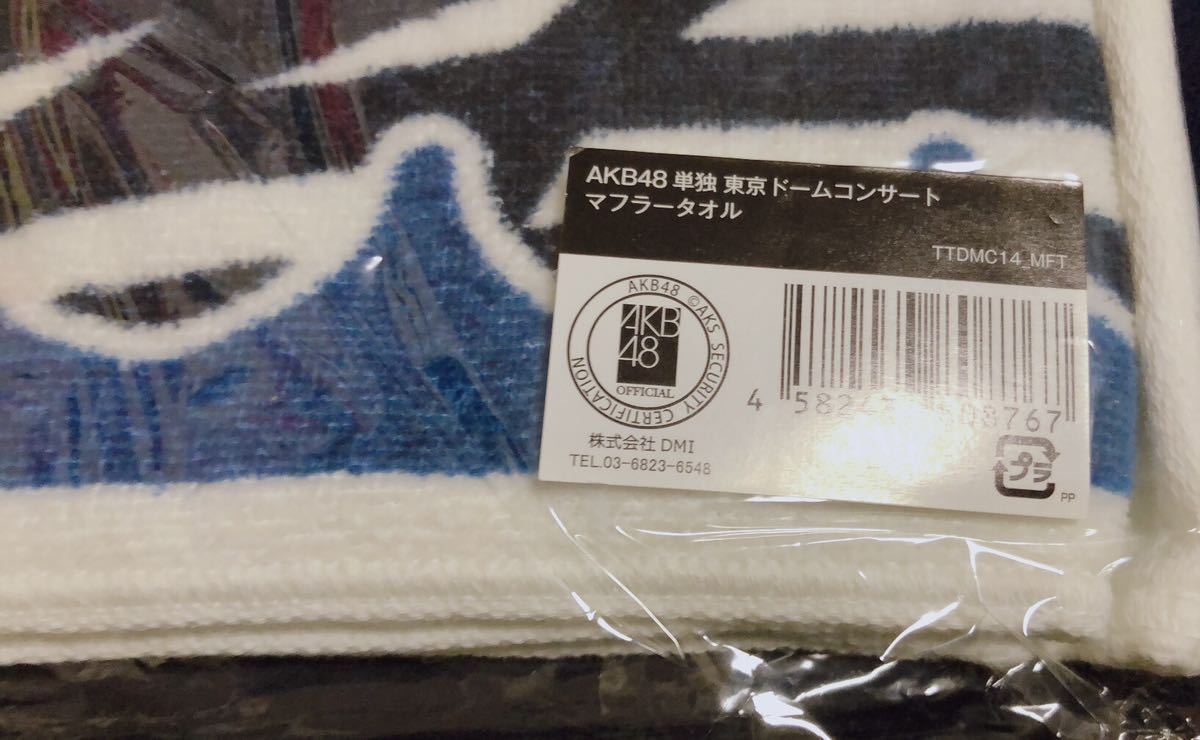 AKB48 単独 東京ドームコンサート
マフラータオル
TTDMC14_MFT
AKB48 ©AKS SECURITY CERTIFICATION
AKB
48
OFFICIAL
株式会社 DMI
TEL.03-6823-6548
プラ
PP